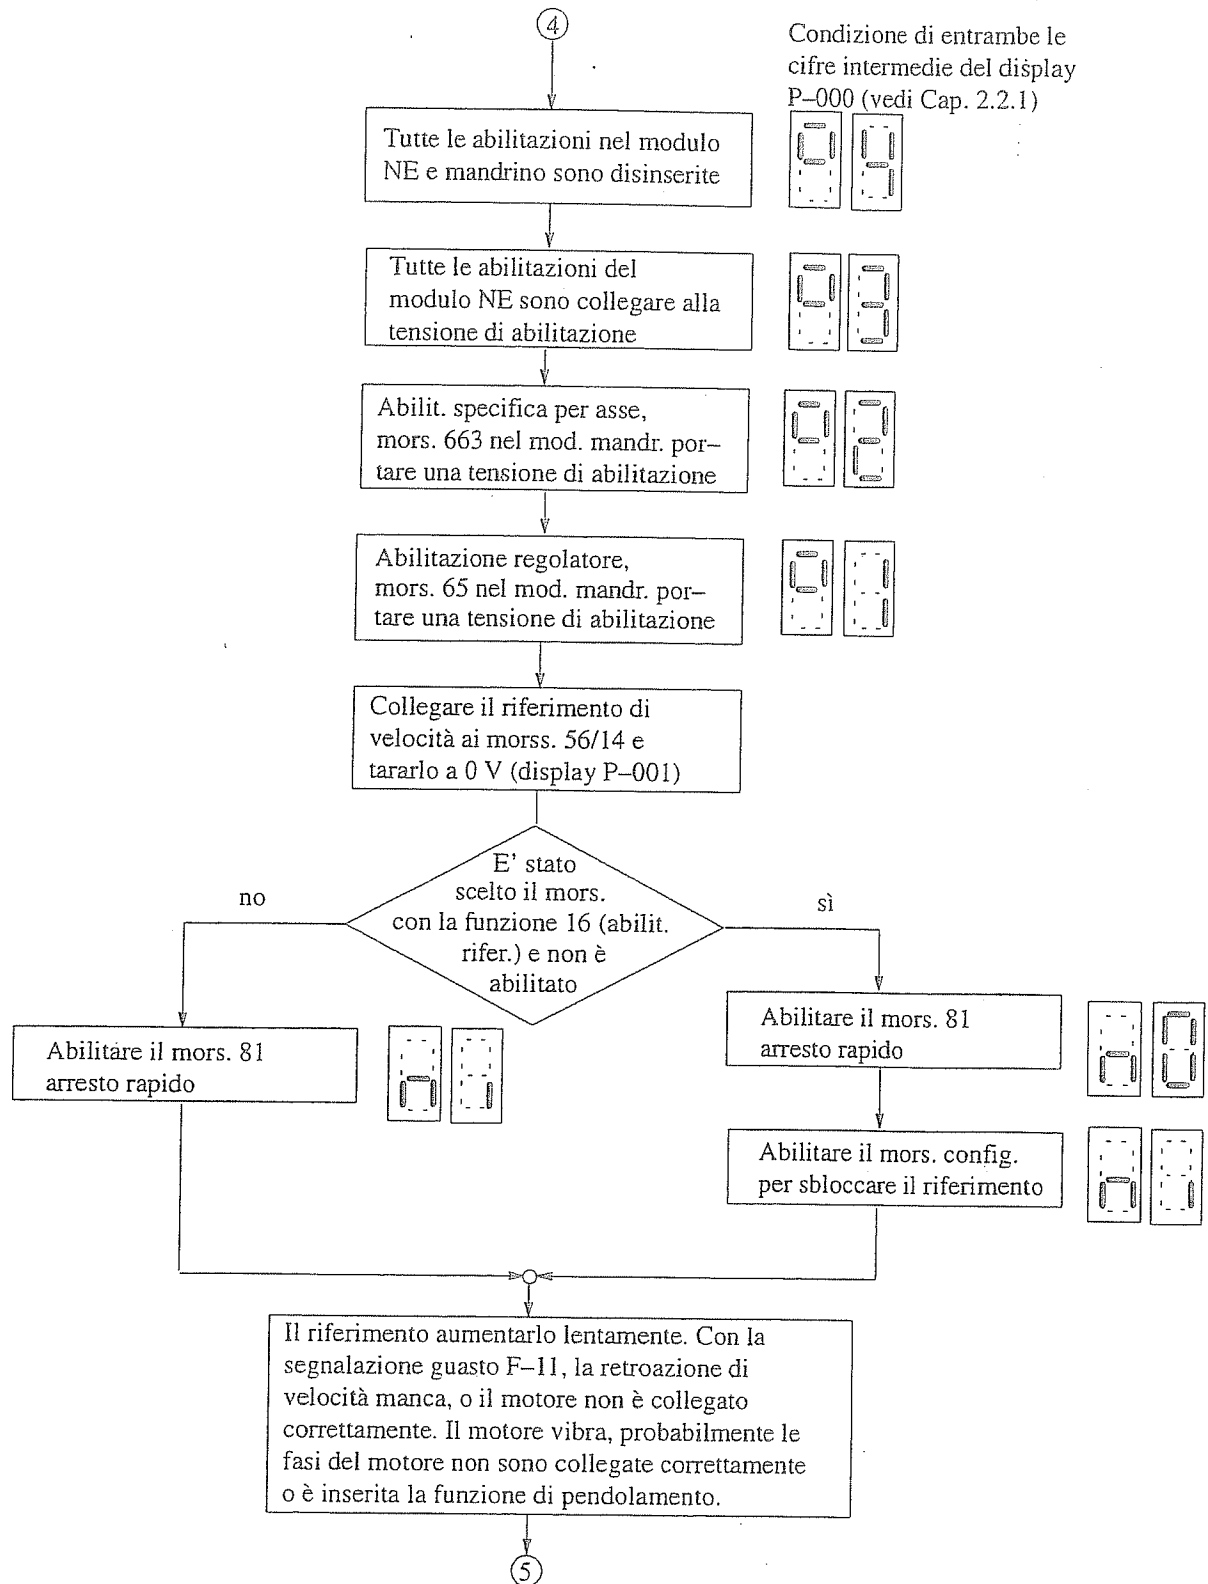 4
Condizione di entrambe le
cifre intermedie del display
P–000 (vedi Cap. 2.2.1)
Tutte le abilitazioni nel modulo
NE e mandrino sono disinserite
o 4
Tutte le abilitazioni del
modulo NE sono collegare alla
tensione di abilitazione
o 3
Abilit. specifica per asse,
mors. 663 nel mod. mandr. por–
tare una tensione di abilitazione
o 2
Abilitazione regolatore,
mors. 65 nel mod. mandr. por–
tare una tensione di abilitazione
o 1
Collegare il riferimento di
velocità ai morss. 56/14 e
tararlo a 0 V (display P–001)
E' stato
scelto il mors.
con la funzione 16 (abilit.
rifer.) e non è
abilitato
no
sì
Abilitare il mors. 81
arresto rapido
n 1
Abilitare il mors. 81
arresto rapido
n 0
Abilitare il mors. config.
per sbloccare il riferimento
n 1
Il riferimento aumentarlo lentamente. Con la
segnalazione guasto F–11, la retroazione di
velocità manca, o il motore non è collegato
correttamente. Il motore vibra, probabilmente le
fasi del motore non sono collegate correttamente
o è inserita la funzione di pendolamento.
5